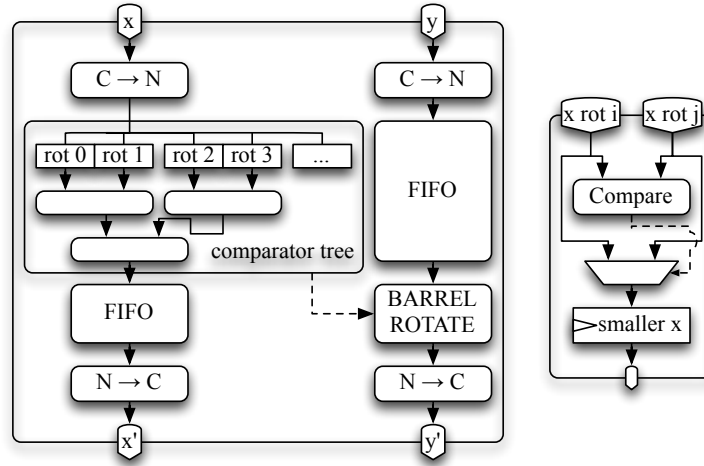 x
y
C → N
C → N
rot 0
rot 1
rot 2
rot 3
...
FIFO
comparator tree
FIFO
BARREL
ROTATE
N → C
N → C
x'
y'
x rot i
x rot j
Compare
smaller x